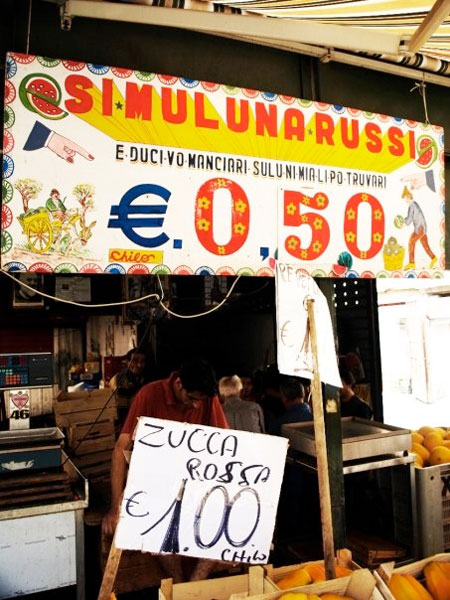 SI★MULUNA★RUSSI
E·DUCI·VO·MANCIARI·SULU·NI·MIA·LI·PO·TRUVARI
€.0.50
CHILO
€
ZUCCA
ROSSA
€1.00
CHILO
46